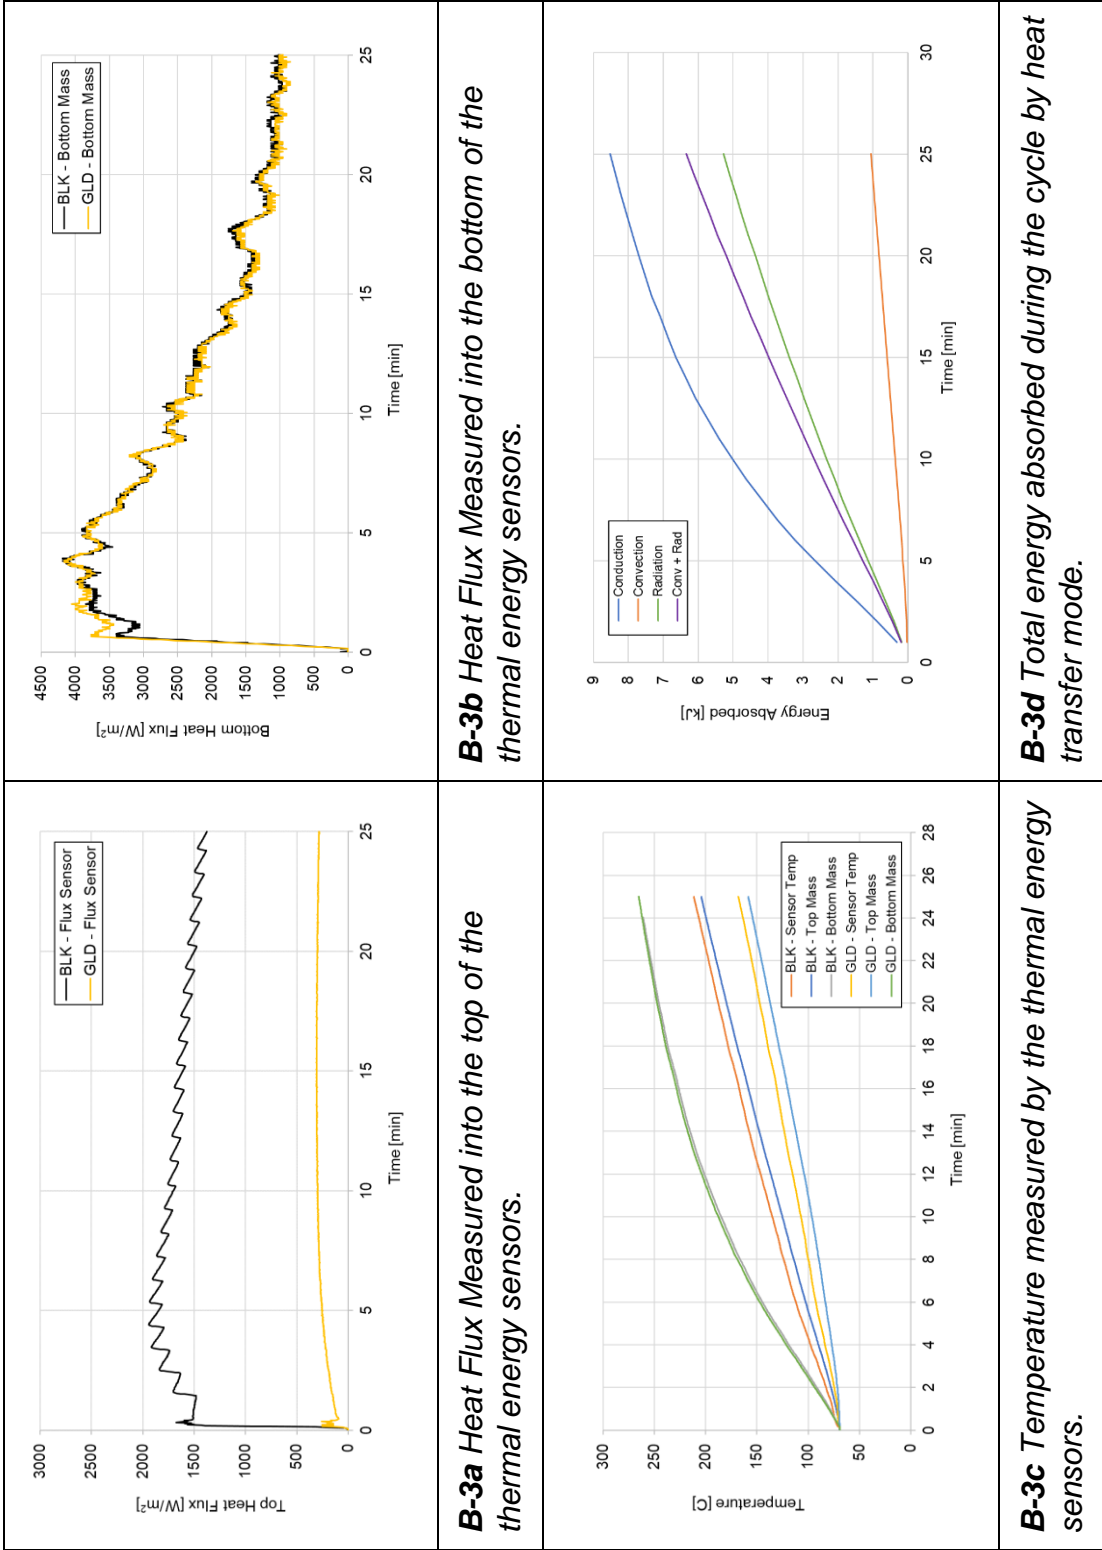 3000
2500
2000
1500
1000
500
0
Top Heat Flux [W/m²]
BLK - Flux Sensor
GLD - Flux Sensor
0
5
10
15
20
25
Time [min]
B-3a Heat Flux Measured into the top of the
thermal energy sensors.
4500
4000
3500
3000
2500
2000
1500
1000
500
0
Bottom Heat Flux [W/m²]
BLK - Bottom Mass
GLD - Bottom Mass
0
5
10
15
20
25
Time [min]
B-3b Heat Flux Measured into the bottom of the
thermal energy sensors.
300
250
200
150
100
50
0
Temperature [C]
BLK - Sensor Temp
BLK - Top Mass
BLK - Bottom Mass
GLD - Sensor Temp
GLD - Top Mass
GLD - Bottom Mass
0
2
4
6
8
10
12
14
16
18
20
22
24
26
28
Time [min]
B-3c Temperature measured by the thermal energy
sensors.
9
8
7
6
5
4
3
2
1
0
Energy Absorbed [kJ]
Conduction
Convection
Radiation
Conv + Rad
0
5
10
15
20
25
30
Time [min]
B-3d Total energy absorbed during the cycle by heat
transfer mode.